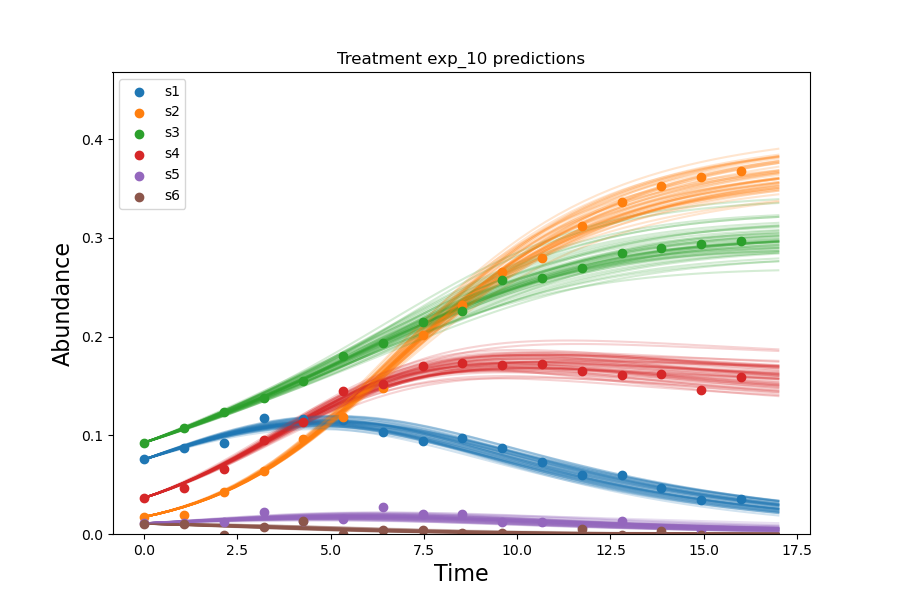 Treatment exp_10 predictions
s1
s2
s3
s4
s5
s6
Abundance
0.4
0.3
0.2
0.1
0.0
0.0 2.5 5.0 7.5 10.0 12.5 15.0 17.5
Time